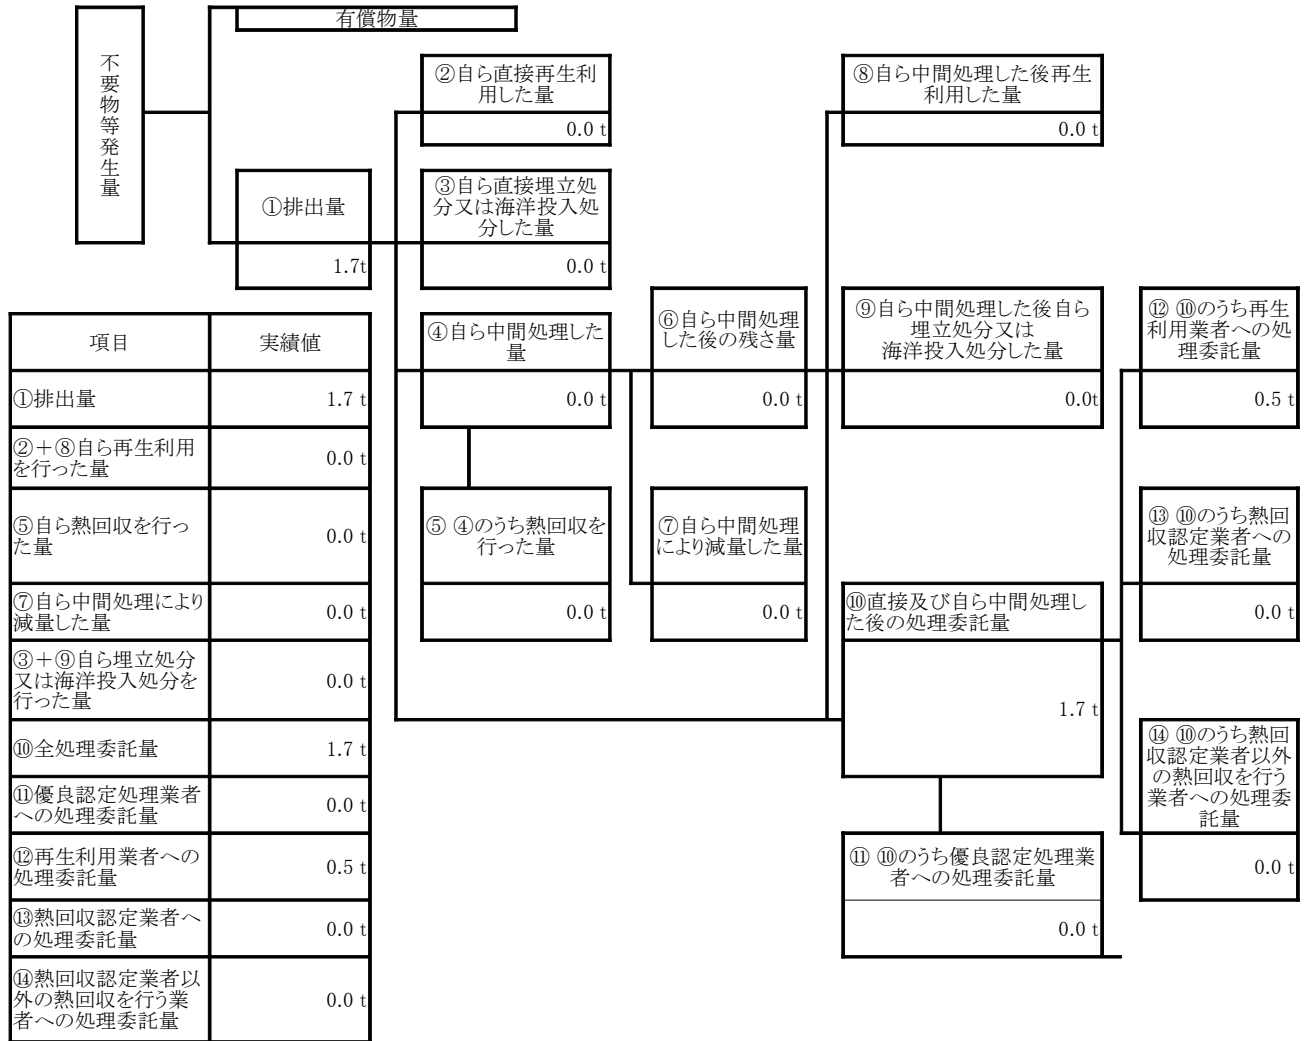 有償物量
不要物等発生量
②自ら直接再生利
用した量
0.0 t
⑧自ら中間処理した後再生
利用した量
0.0 t
①排出量
1.7t
③自ら直接埋立処
分又は海洋投入処
分した量
0.0 t
④自ら中間処理した
量
0.0 t
⑥自ら中間処理
した後の残さ量
0.0 t
⑨自ら中間処理した後自ら
埋立処分又は
海洋投入処分した量
0.0t
⑫ ⑩のうち再生
利用業者への処
理委託量
0.5 t
⑤ ④のうち熱回収を
行った量
0.0 t
⑦自ら中間処理
により減量した量
0.0 t
⑬ ⑩のうち熱回
収認定業者への
処理委託量
0.0 t
⑩直接及び自ら中間処理し
た後の処理委託量
1.7 t
⑭ ⑩のうち熱回
収認定業者以外
の熱回収を行う
業者への処理委
託量
0.0 t
⑪ ⑩のうち優良認定処理業
者への処理委託量
0.0 t
項目 実績値
①排出量 1.7 t
②+⑧自ら再生利用
を行った量
0.0 t
⑤自ら熱回収を行っ
た量
0.0 t
⑦自ら中間処理により
減量した量
0.0 t
③+⑨自ら埋立処分
又は海洋投入処分を
行った量
0.0 t
⑩全処理委託量 1.7 t
⑪優良認定処理業者
への処理委託量
0.0 t
⑫再生利用業者への
処理委託量
0.5 t
⑬熱回収認定業者へ
の処理委託量
0.0 t
⑭熱回収認定業者以
外の熱回収を行う業
者への処理委託量
0.0 t